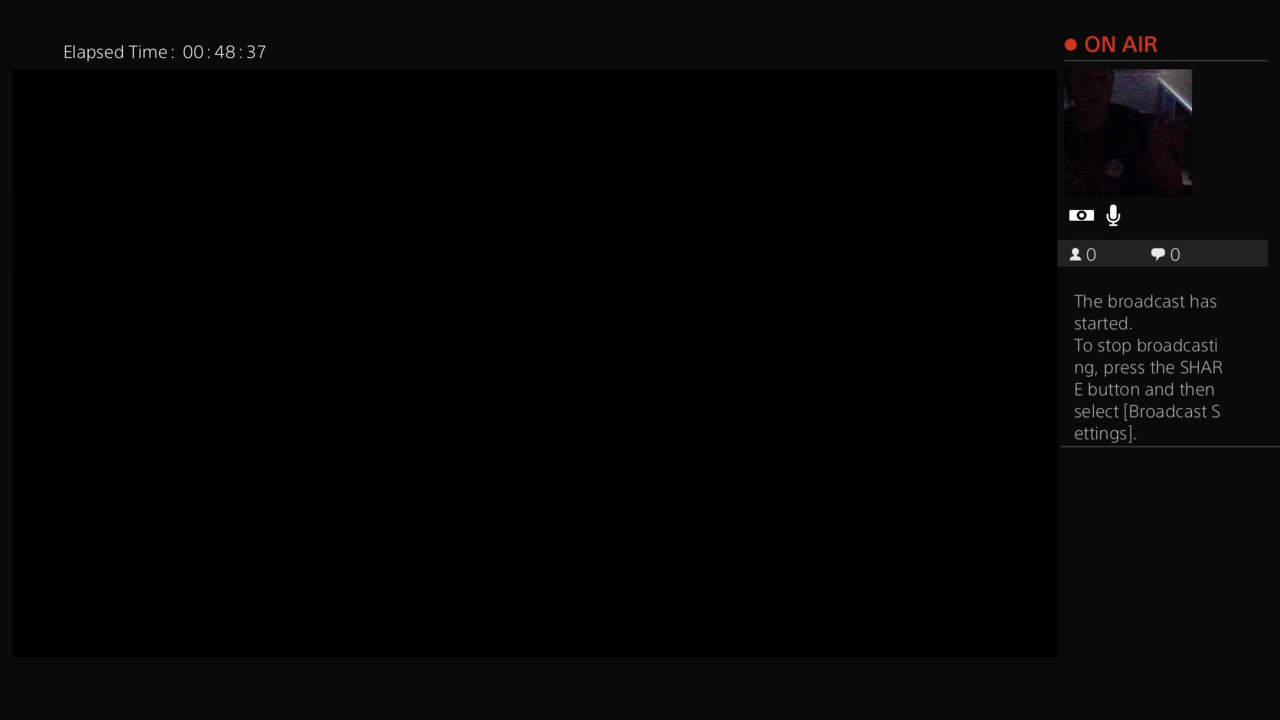 Elapsed Time: 00:48:37
ON AIR
0 0
The broadcast has
started.
To stop broadcasti
ng, press the SHAR
E button and then
select [Broadcast S
ettings].